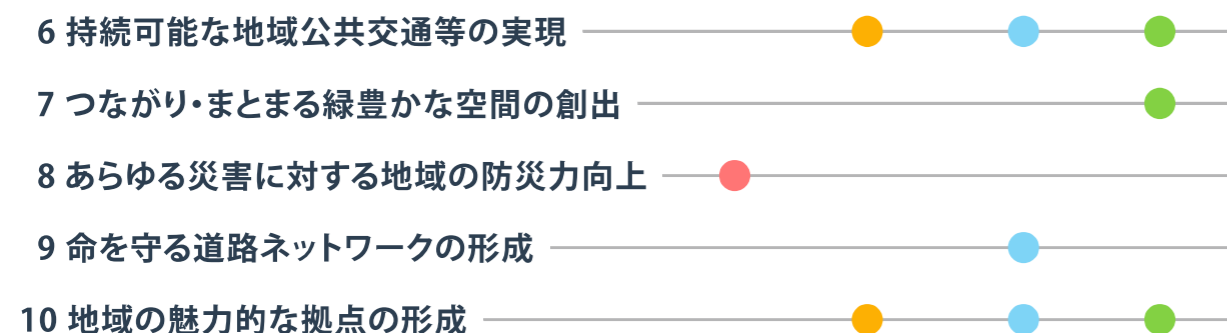 6 持続可能な地域公共交通等の実現
7 つながり・まとまる緑豊かな空間の創出
8 あらゆる災害に対する地域の防災力向上
9 命を守る道路ネットワークの形成
10 地域の魅力的な拠点の形成